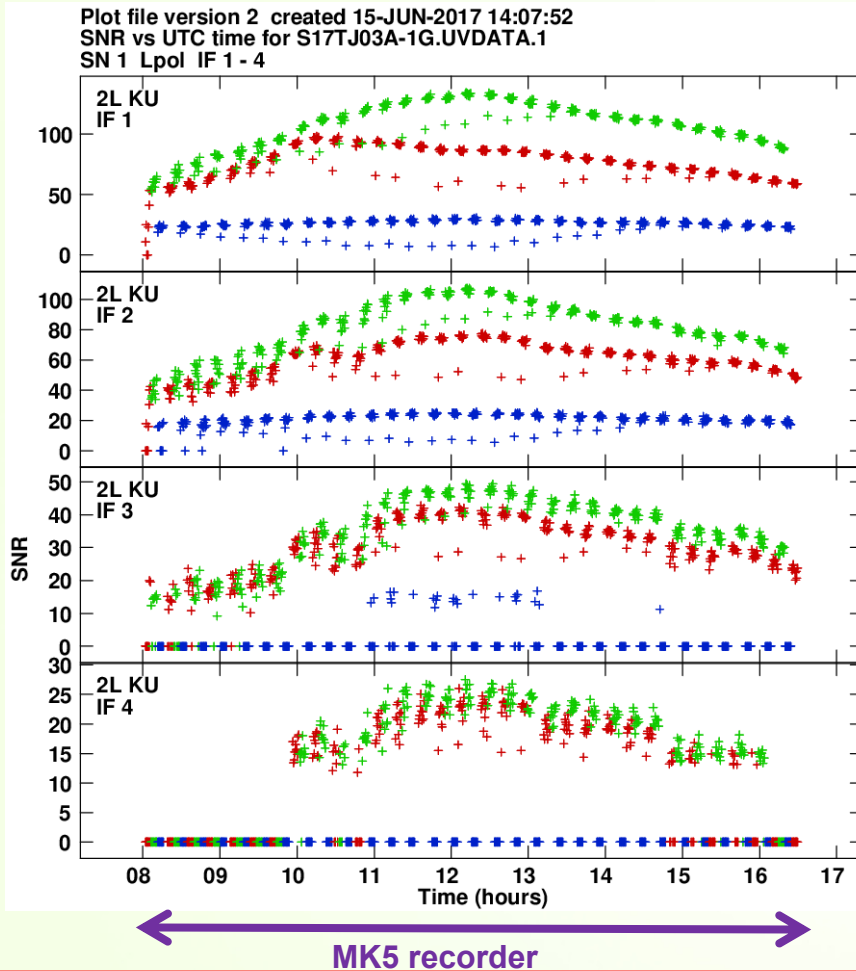 Plot file version 2  created 15-JUN-2017 14:07:52
SNR vs UTC time for S17TJ03A-1G.UVDATA.1
SN 1  Lpol  IF 1 - 4
2L KU
IF 1
100
50
0
2L KU
IF 2
100
80
60
40
20
0
2L KU
IF 3
50
40
30
20
10
0
SNR
2L KU
IF 4
30
25
20
15
10
5
0
08 09 10 11 12 13 14 15 16 17
Time (hours)
MK5 recorder